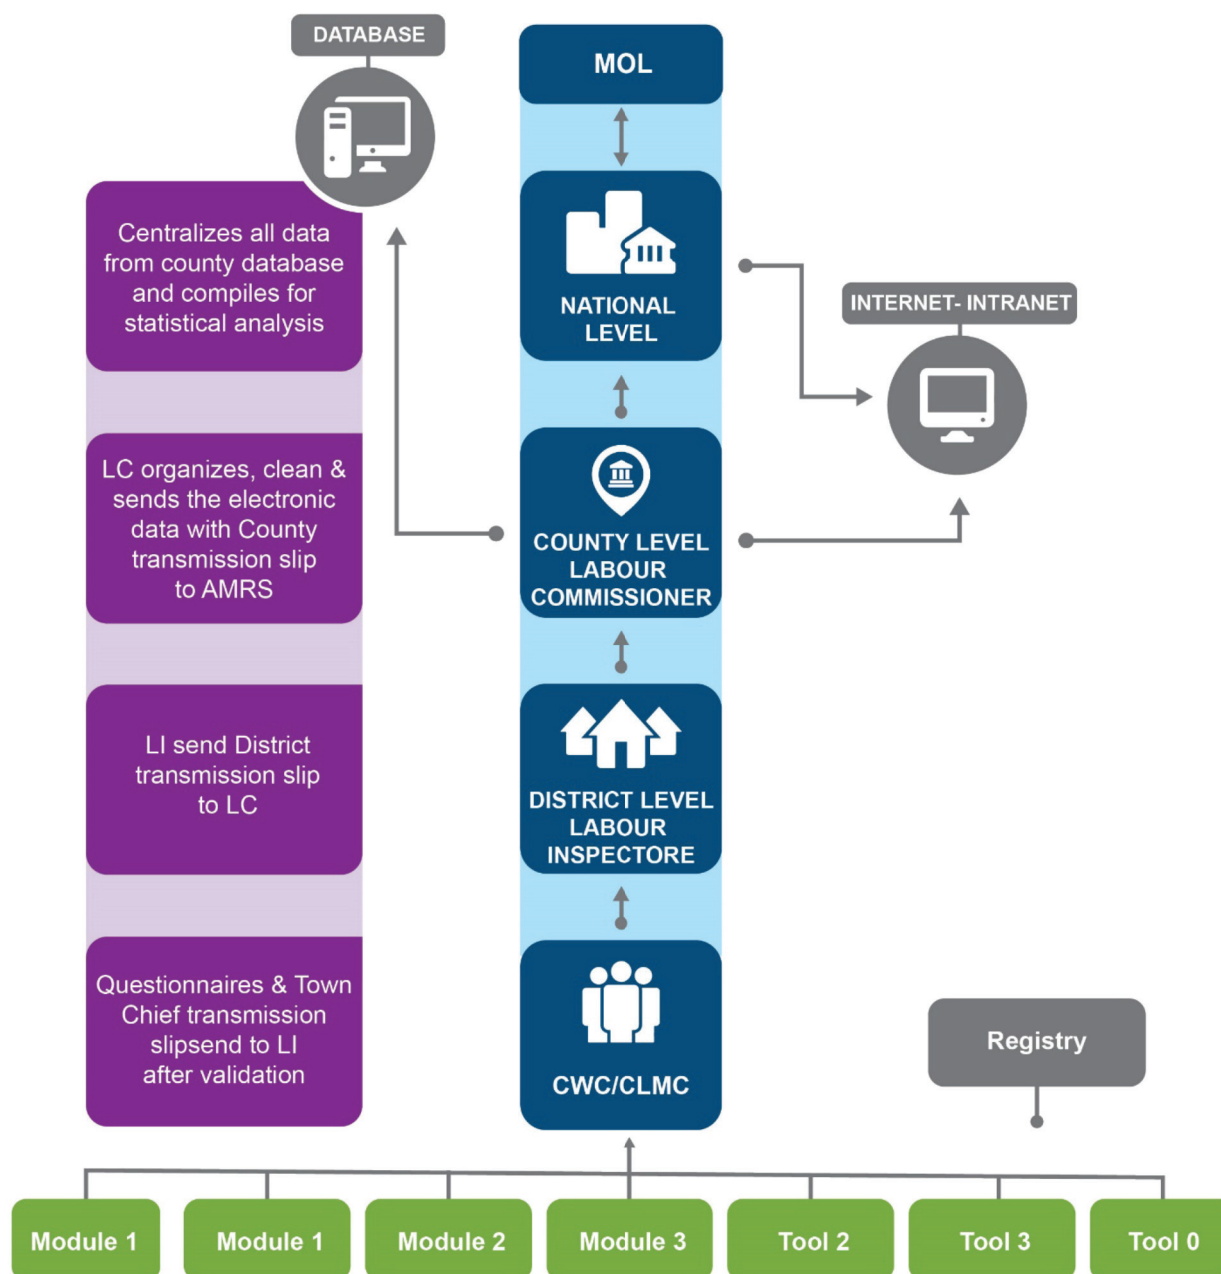 DATABASE
MOL
Centralizes all data
from county database
and compiles for
statistical analysis
NATIONAL
LEVEL
INTERNET- INTRANET
LC organizes, clean &
sends the electronic
data with County
transmission slip
to AMRS
COUNTY LEVEL
LABOUR
COMMISSIONER
LI send District
transmission slip
to LC
DISTRICT LEVEL
LABOUR
INSPECTORE
Questionnaires & Town
Chief transmission
slipsend to LI
after validation
CWC/CLMC
Registry
Module 1
Module 1
Module 2
Module 3
Tool 2
Tool 3
Tool 0